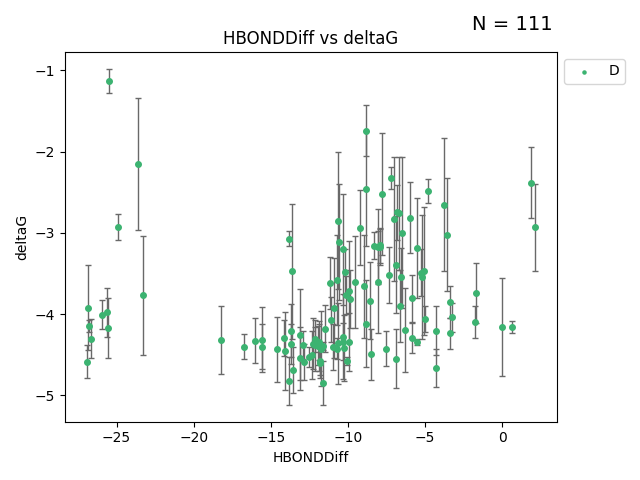 N = 111
HBONDDiff vs deltaG
D
−1
−2
−3
−4
−5
deltaG
−25
−20
−15
−10
−5
0
HBONDDiff